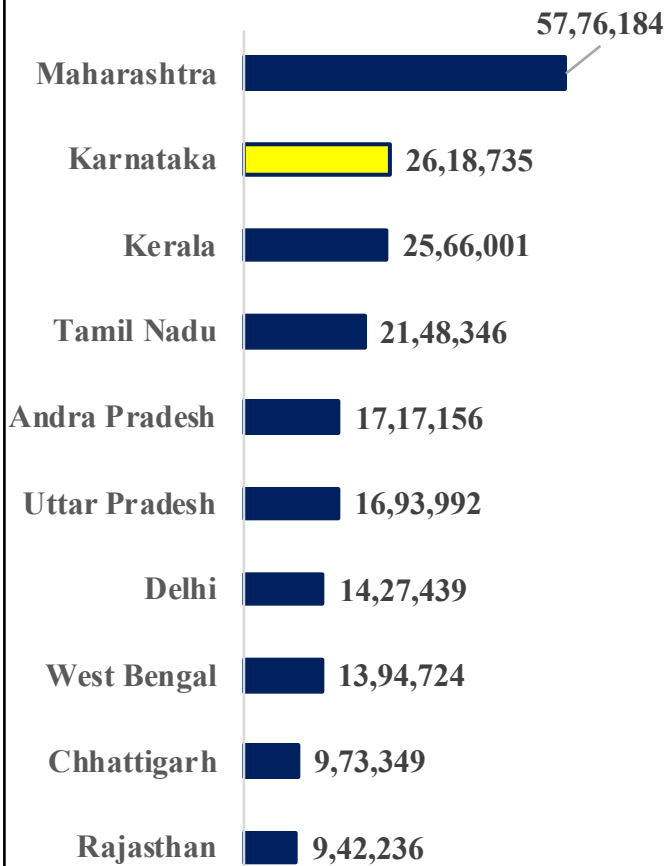 57,76,184
Maharashtra
Karnataka 26,18,735
Kerala 25,66,001
Tamil Nadu 21,48,346
Andra Pradesh 17,17,156
Uttar Pradesh 16,93,992
Delhi 14,27,439
West Bengal 13,94,724
Chhattigarh 9,73,349
Rajasthan 9,42,236